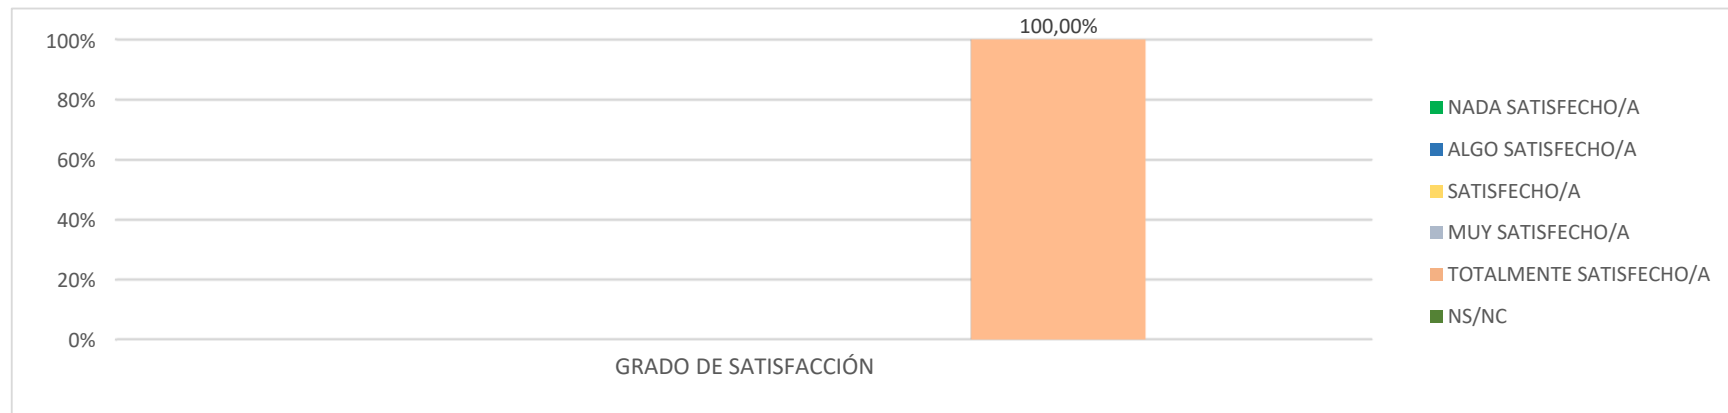 100,00%
100%
80%
60%
40%
20%
0%
GRADO DE SATISFACCIÓN
NADA SATISFECHO/A
ALGO SATISFECHO/A
SATISFECHO/A
MUY SATISFECHO/A
TOTALMENTE SATISFECHO/A
NS/NC